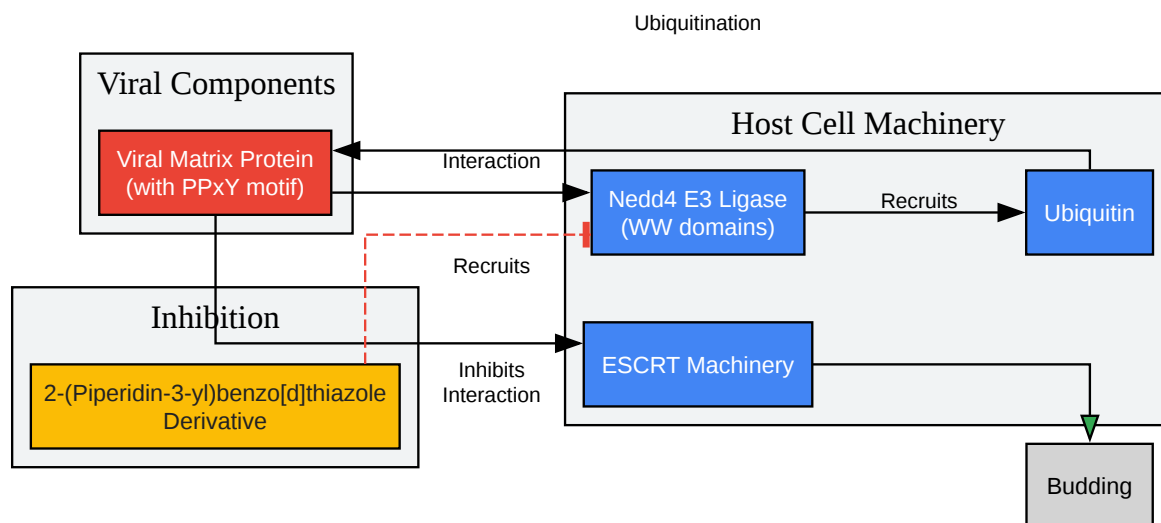 Ubiquitination
Viral Components
Host Cell Machinery
Viral Matrix Protein
(with PPxY motif)
Interaction
Nedd4 E3 Ligase
(WW domains)
Recruits
Ubiquitin
Recruits
Inhibition
2-(Piperidin-3-yl)benzo[d]thiazole
Derivative
Inhibits
Interaction
ESCRT Machinery
Budding